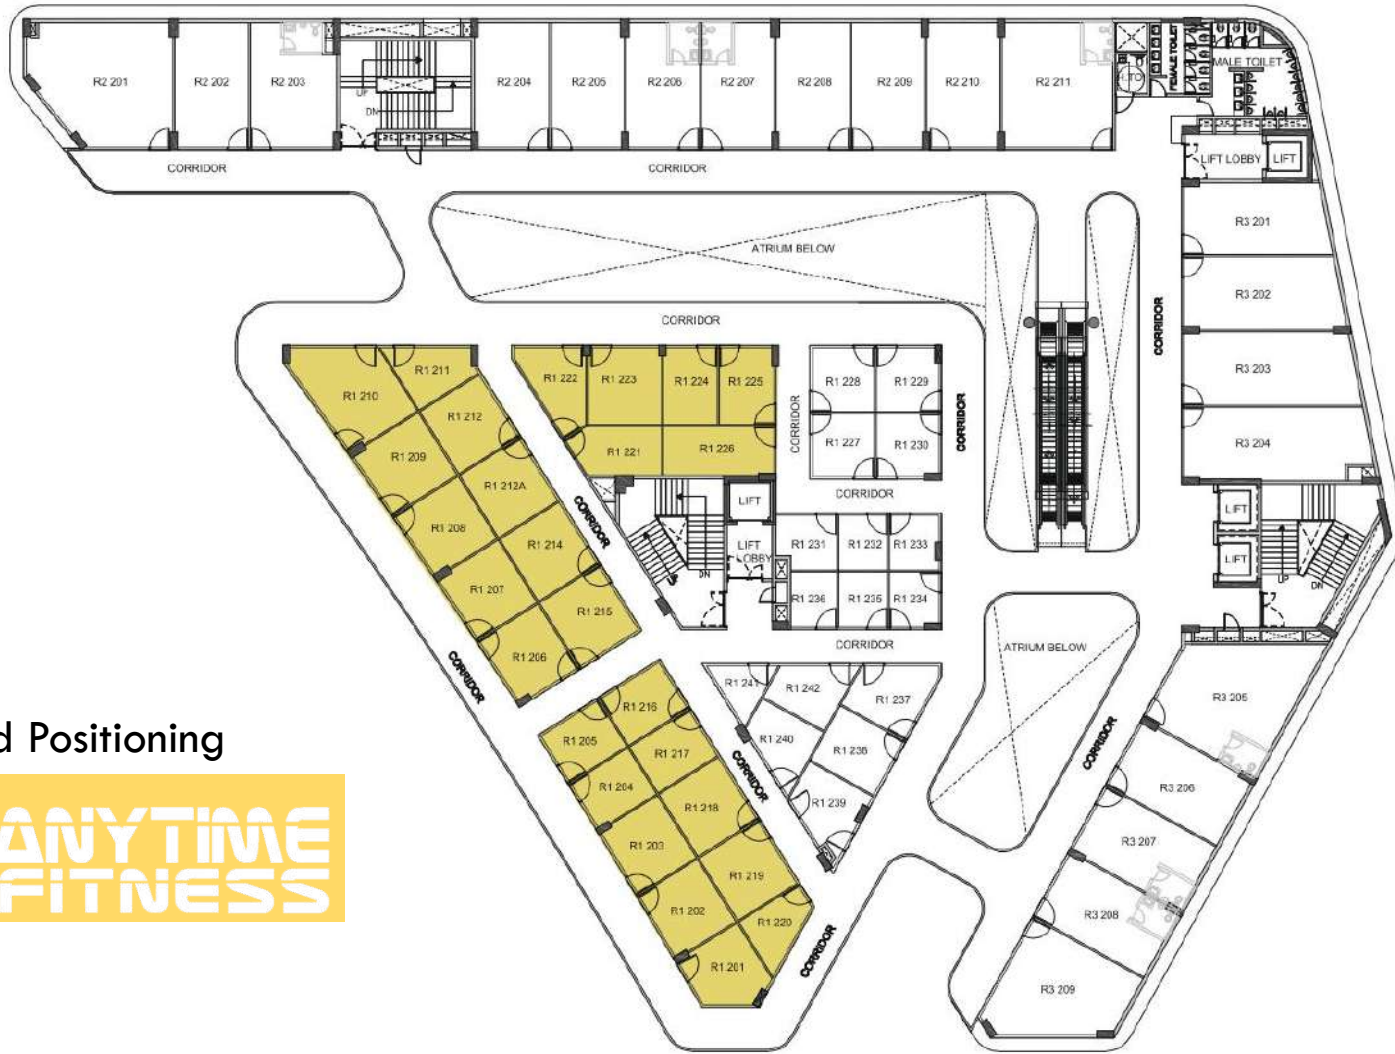 R2 201
R2 202
R2 203
UP
DN
R2 204
R2 205
R2 206
R2 207
R2 208
R2 209
R2 210
R2 211
FEMALE TOILET
MALE TOILET
LIFT LOBBY
LIFT
CORRIDOR
CORRIDOR
R3 201
ATRIUM BELOW
R3 202
CORRIDOR
CORRIDOR
R3 203
R3 204
R1 210
R1 211
R1 212
R1 209
R1 212A
R1 208
R1 214
R1 207
R1 215
R1 206
R1 222
R1 223
R1 224
R1 225
R1 221
R1 226
CORRIDOR
R1 228
R1 229
R1 227
R1 230
CORRIDOR
CORRIDOR
CORRIDOR
LIFT
LIFT
LOBBY
UP
DN
CORRIDOR
R1 231
R1 232
R1 233
R1 236
R1 235
R1 234
CORRIDOR
LIFT
LIFT
UP
DN
ATRIUM BELOW
CORRIDOR
R1 241
R1 242
R1 237
R1 240
R1 238
R1 239
R3 205
R3 206
R3 207
R3 208
R3 209
CORRIDOR
CORRIDOR
R1 216
R1 205
R1 217
R1 204
R1 218
R1 203
R1 219
R1 202
R1 220
R1 201
CORRIDOR
d Positioning
ANYTIME
FITNESS